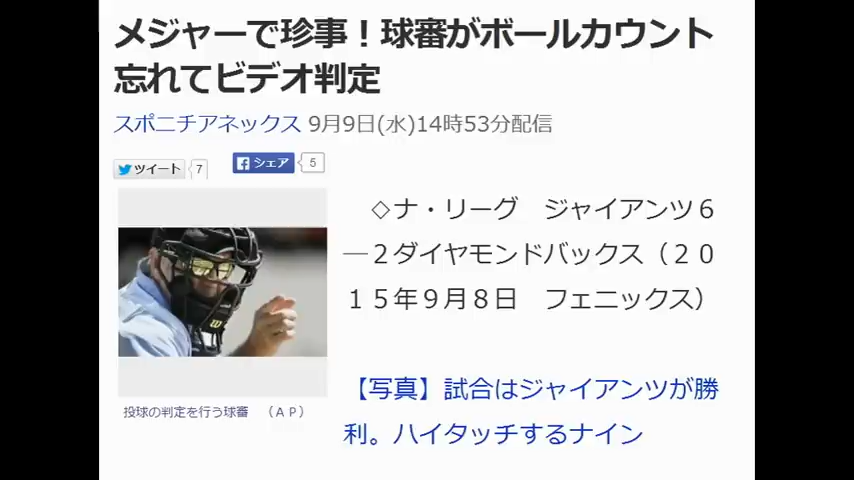 メジャーで珍事！球審がボールカウント
忘れてビデオ判定
スポニチアネックス 9月9日(水)14時53分配信
ツイート 7
シェア 5
◇ナ・リーグ　ジャイアンツ６
―２ダイヤモンドバックス（２０
１５年９月８日　フェニックス）
【写真】試合はジャイアンツが勝
利。ハイタッチするナイン
投球の判定を行う球審　（ＡＰ）